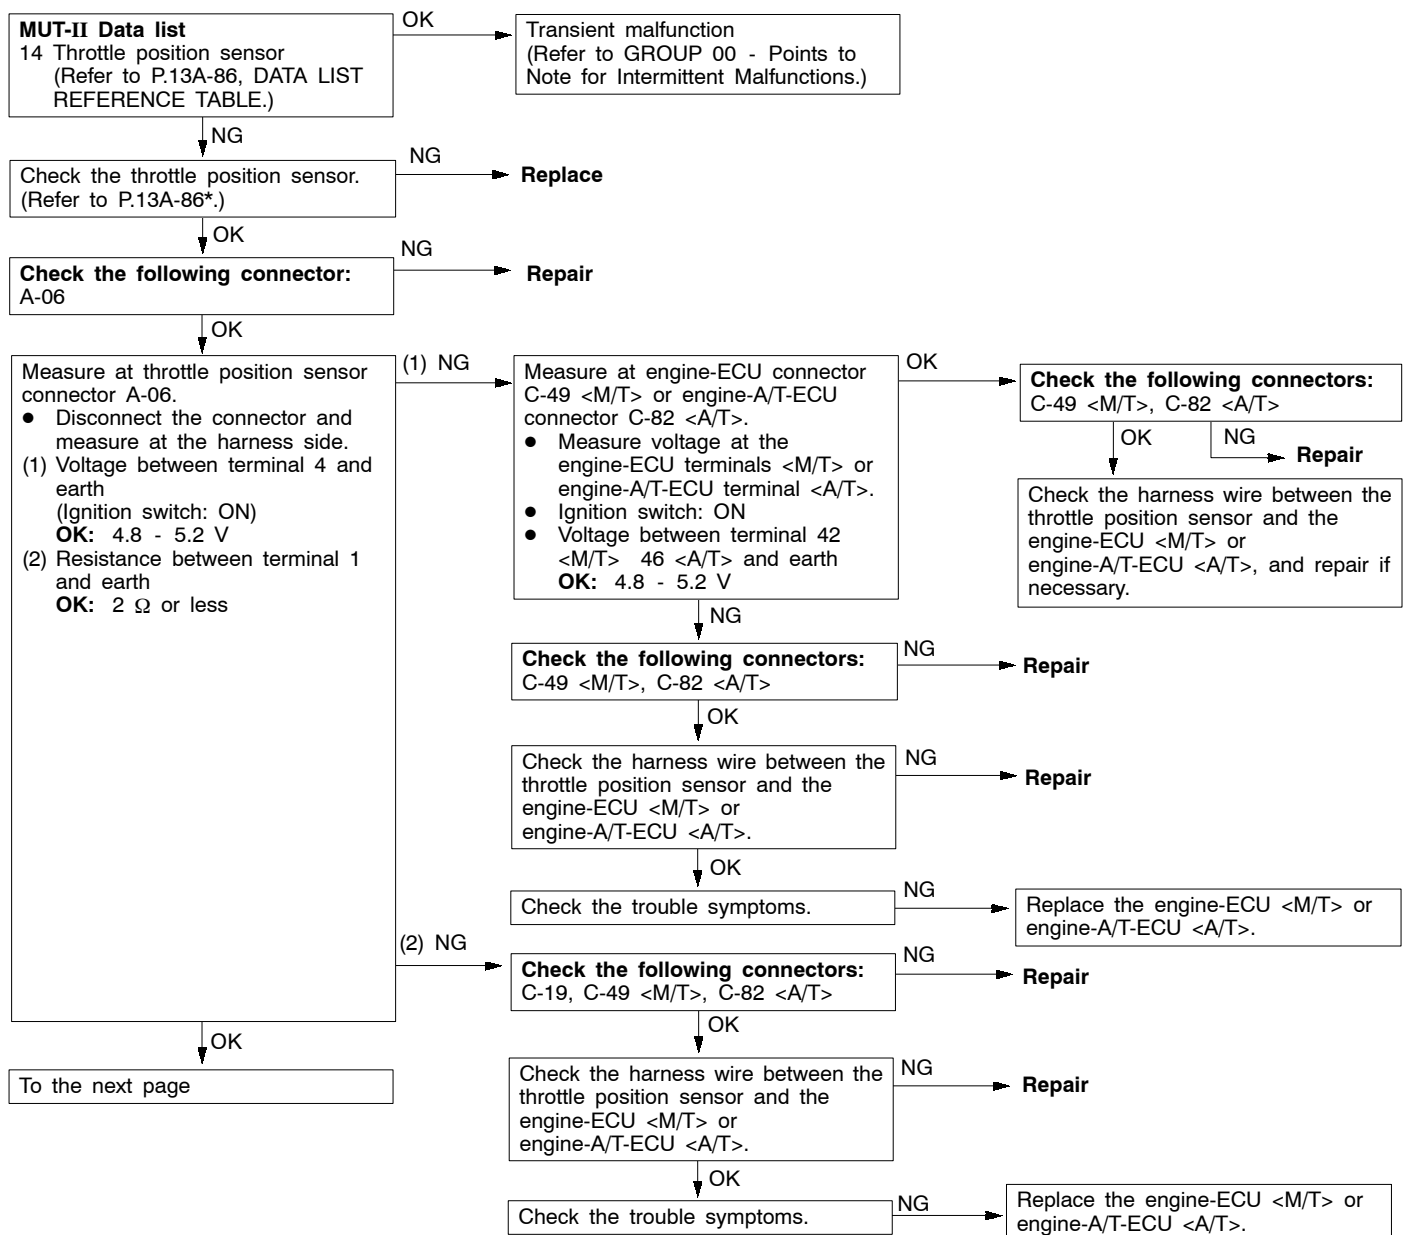 MUT-II Data list
14 Throttle position sensor
(Refer to P.13A-86, DATA LIST
REFERENCE TABLE.)
OK
Transient malfunction
(Refer to GROUP 00 - Points to
Note for Intermittent Malfunctions.)
NG
Check the throttle position sensor.
(Refer to P.13A-86*.)
NG
Replace
OK
Check the following connector:
A-06
NG
Repair
OK
Measure at throttle position sensor
connector A-06.
● Disconnect the connector and
measure at the harness side.
(1) Voltage between terminal 4 and
earth
(Ignition switch: ON)
OK: 4.8 - 5.2 V
(2) Resistance between terminal 1
and earth
OK: 2 Ω or less
(1) NG
Measure at engine-ECU connector
C-49 <M/T> or engine-A/T-ECU
connector C-82 <A/T>.
● Measure voltage at the
engine-ECU terminals <M/T> or
engine-A/T-ECU terminal <A/T>.
● Ignition switch: ON
● Voltage between terminal 42
<M/T> 46 <A/T> and earth
OK: 4.8 - 5.2 V
OK
Check the following connectors:
C-49 <M/T>, C-82 <A/T>
OK
NG
Repair
Check the harness wire between the
throttle position sensor and the
engine-ECU <M/T> or
engine-A/T-ECU <A/T>, and repair if
necessary.
NG
Check the following connectors:
C-49 <M/T>, C-82 <A/T>
NG
Repair
OK
Check the harness wire between the
throttle position sensor and the
engine-ECU <M/T> or
engine-A/T-ECU <A/T>.
NG
Repair
OK
Check the trouble symptoms.
NG
Replace the engine-ECU <M/T> or
engine-A/T-ECU <A/T>.
(2) NG
Check the following connectors:
C-19, C-49 <M/T>, C-82 <A/T>
NG
Repair
OK
Check the harness wire between the
throttle position sensor and the
engine-ECU <M/T> or
engine-A/T-ECU <A/T>.
NG
Repair
OK
Check the trouble symptoms.
NG
Replace the engine-ECU <M/T> or
engine-A/T-ECU <A/T>.
OK
To the next page